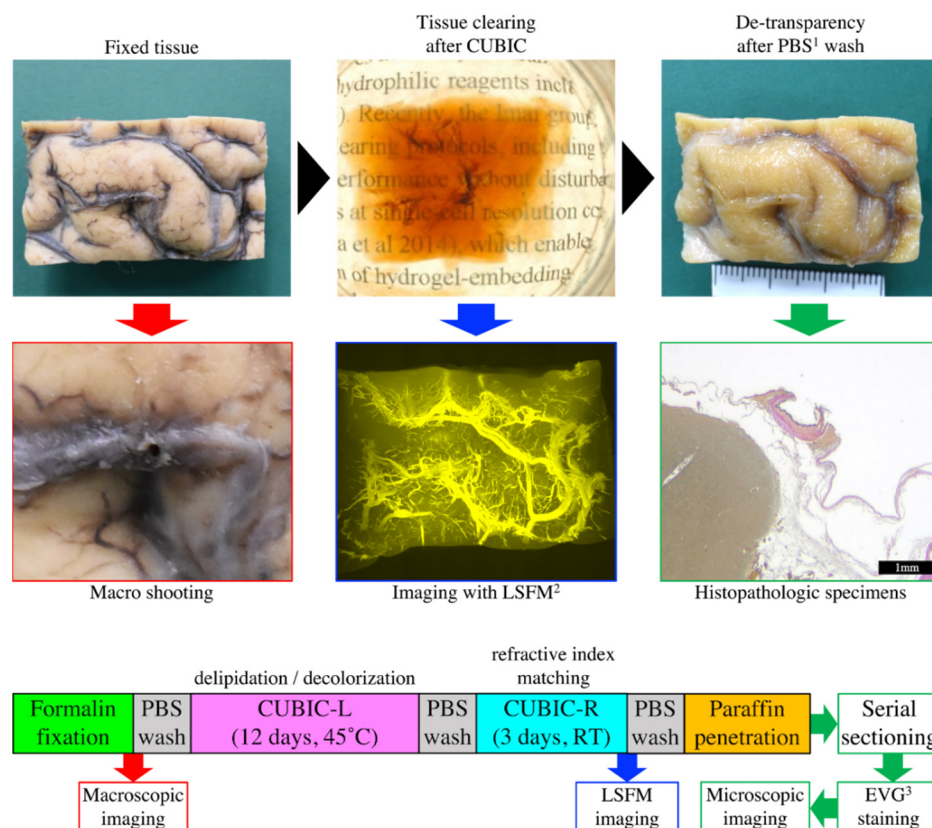 Fixed tissue
Tissue clearing
after CUBIC
De-transparency
after PBS¹ wash
hydrophilic reagents incl
). Recently, the Imai group
earing protocols, including
erformance without disturba
s at single-cell resolution co
a et al 2014), which enable
n of hydrogel-embedding
Macro shooting
Imaging with LSFM²
1mm
Histopathologic specimens
delipidation / decolorization
refractive index
matching
Formalin
fixation
PBS
wash
CUBIC-L
(12 days, 45°C)
PBS
wash
CUBIC-R
(3 days, RT)
PBS
wash
Paraffin
penetration
Serial
sectioning
Macroscopic
imaging
LSFM
imaging
Microscopic
imaging
EVG³
staining